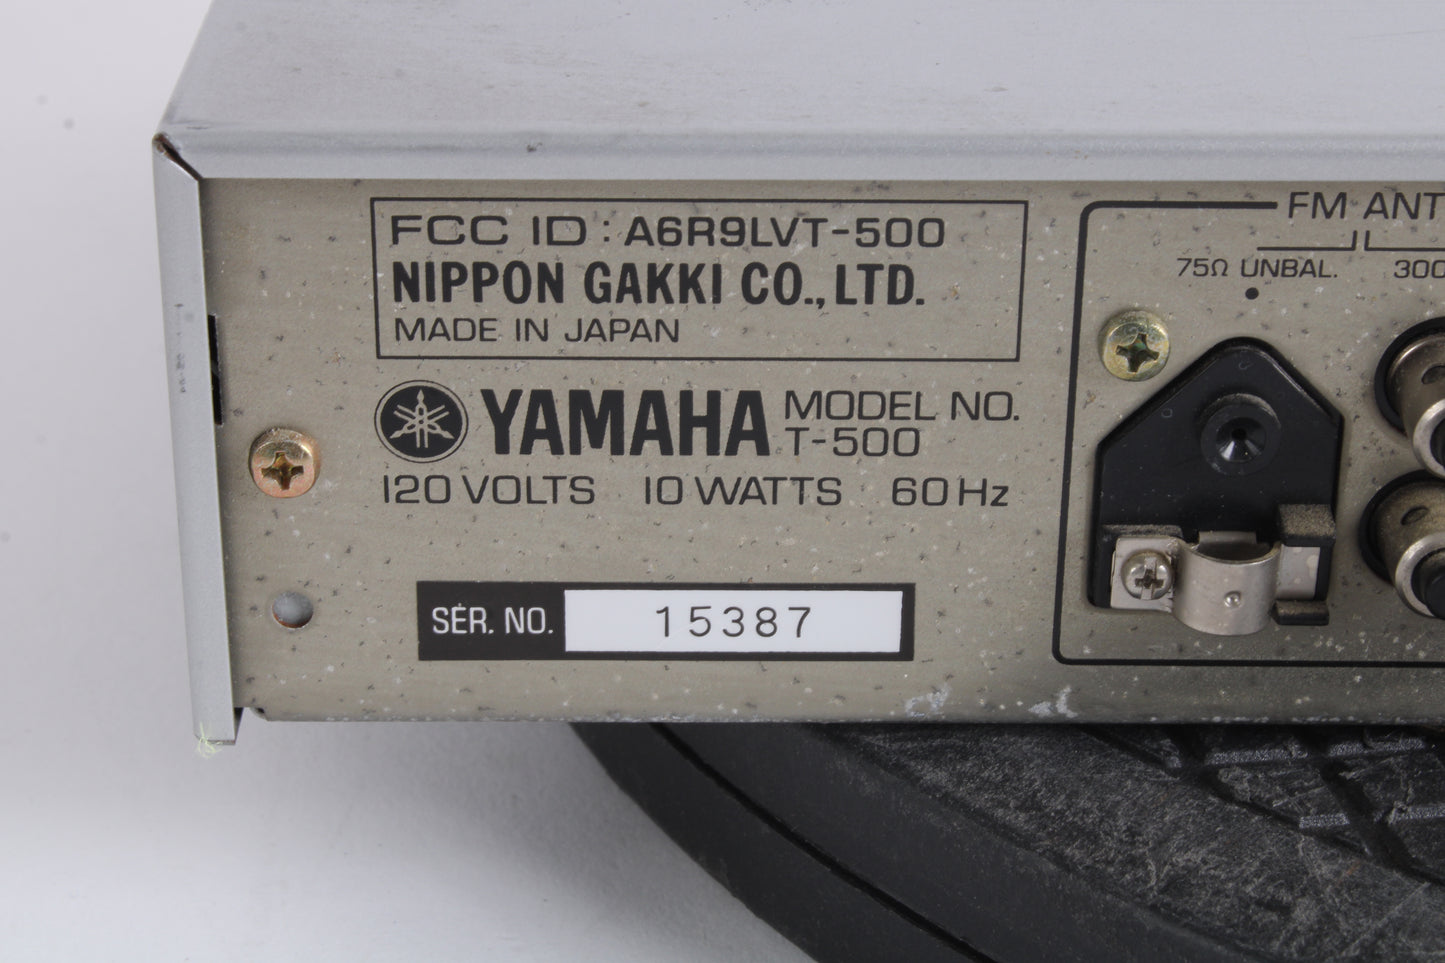 FCC ID : A6R9LVT-500
NIPPON GAKKI CO., LTD.
MADE IN JAPAN
YAMAHA MODEL NO.
T-500
120 VOLTS 10 WATTS 60 Hz
SER. NO. 15387
FM ANT
75Ω UNBAL. 300